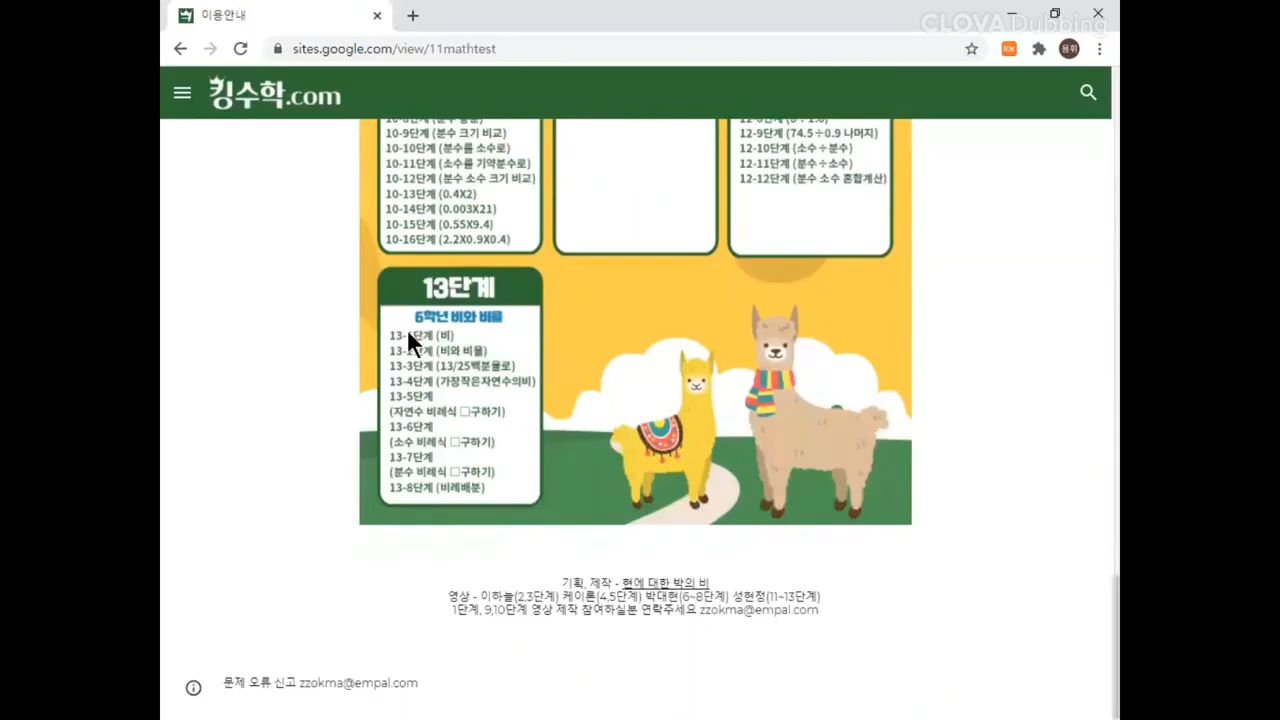 이용안내
CLOVA Dubbing
sites.google.com/view/11mathtest
용휘
킹수학.com
10-9단계 (분수 크기 비교)
10-10단계 (분수를 소수로)
10-11단계 (소수를 기약분수로)
10-12단계 (분수 소수 크기 비교)
10-13단계 (0.4X2)
10-14단계 (0.003X21)
10-15단계 (0.55X9.4)
10-16단계 (2.2X0.9X0.4)
12-9단계 (74.5÷0.9 나머지)
12-10단계 (소수÷분수)
12-11단계 (분수÷소수)
12-12단계 (분수 소수 혼합계산)
13단계
6학년 비와 비율
13-1단계 (비)
13-2단계 (비와 비율)
13-3단계 (13/25백분율로)
13-4단계 (가장작은자연수의비)
13-5단계
(자연수 비례식 □구하기)
13-6단계
(소수 비례식 □구하기)
13-7단계
(분수 비례식 □구하기)
13-8단계 (비례배분)
기획, 제작 - 현에 대한 박의 비
영상 - 이하늘(2,3단계) 케이론(4,5단계) 박대현(6~8단계) 성현정(11~13단계)
1단계, 9,10단계 영상 제작 참여하실분 연락주세요 zzokma@empal.com
문제 오류 신고 zzokma@empal.com